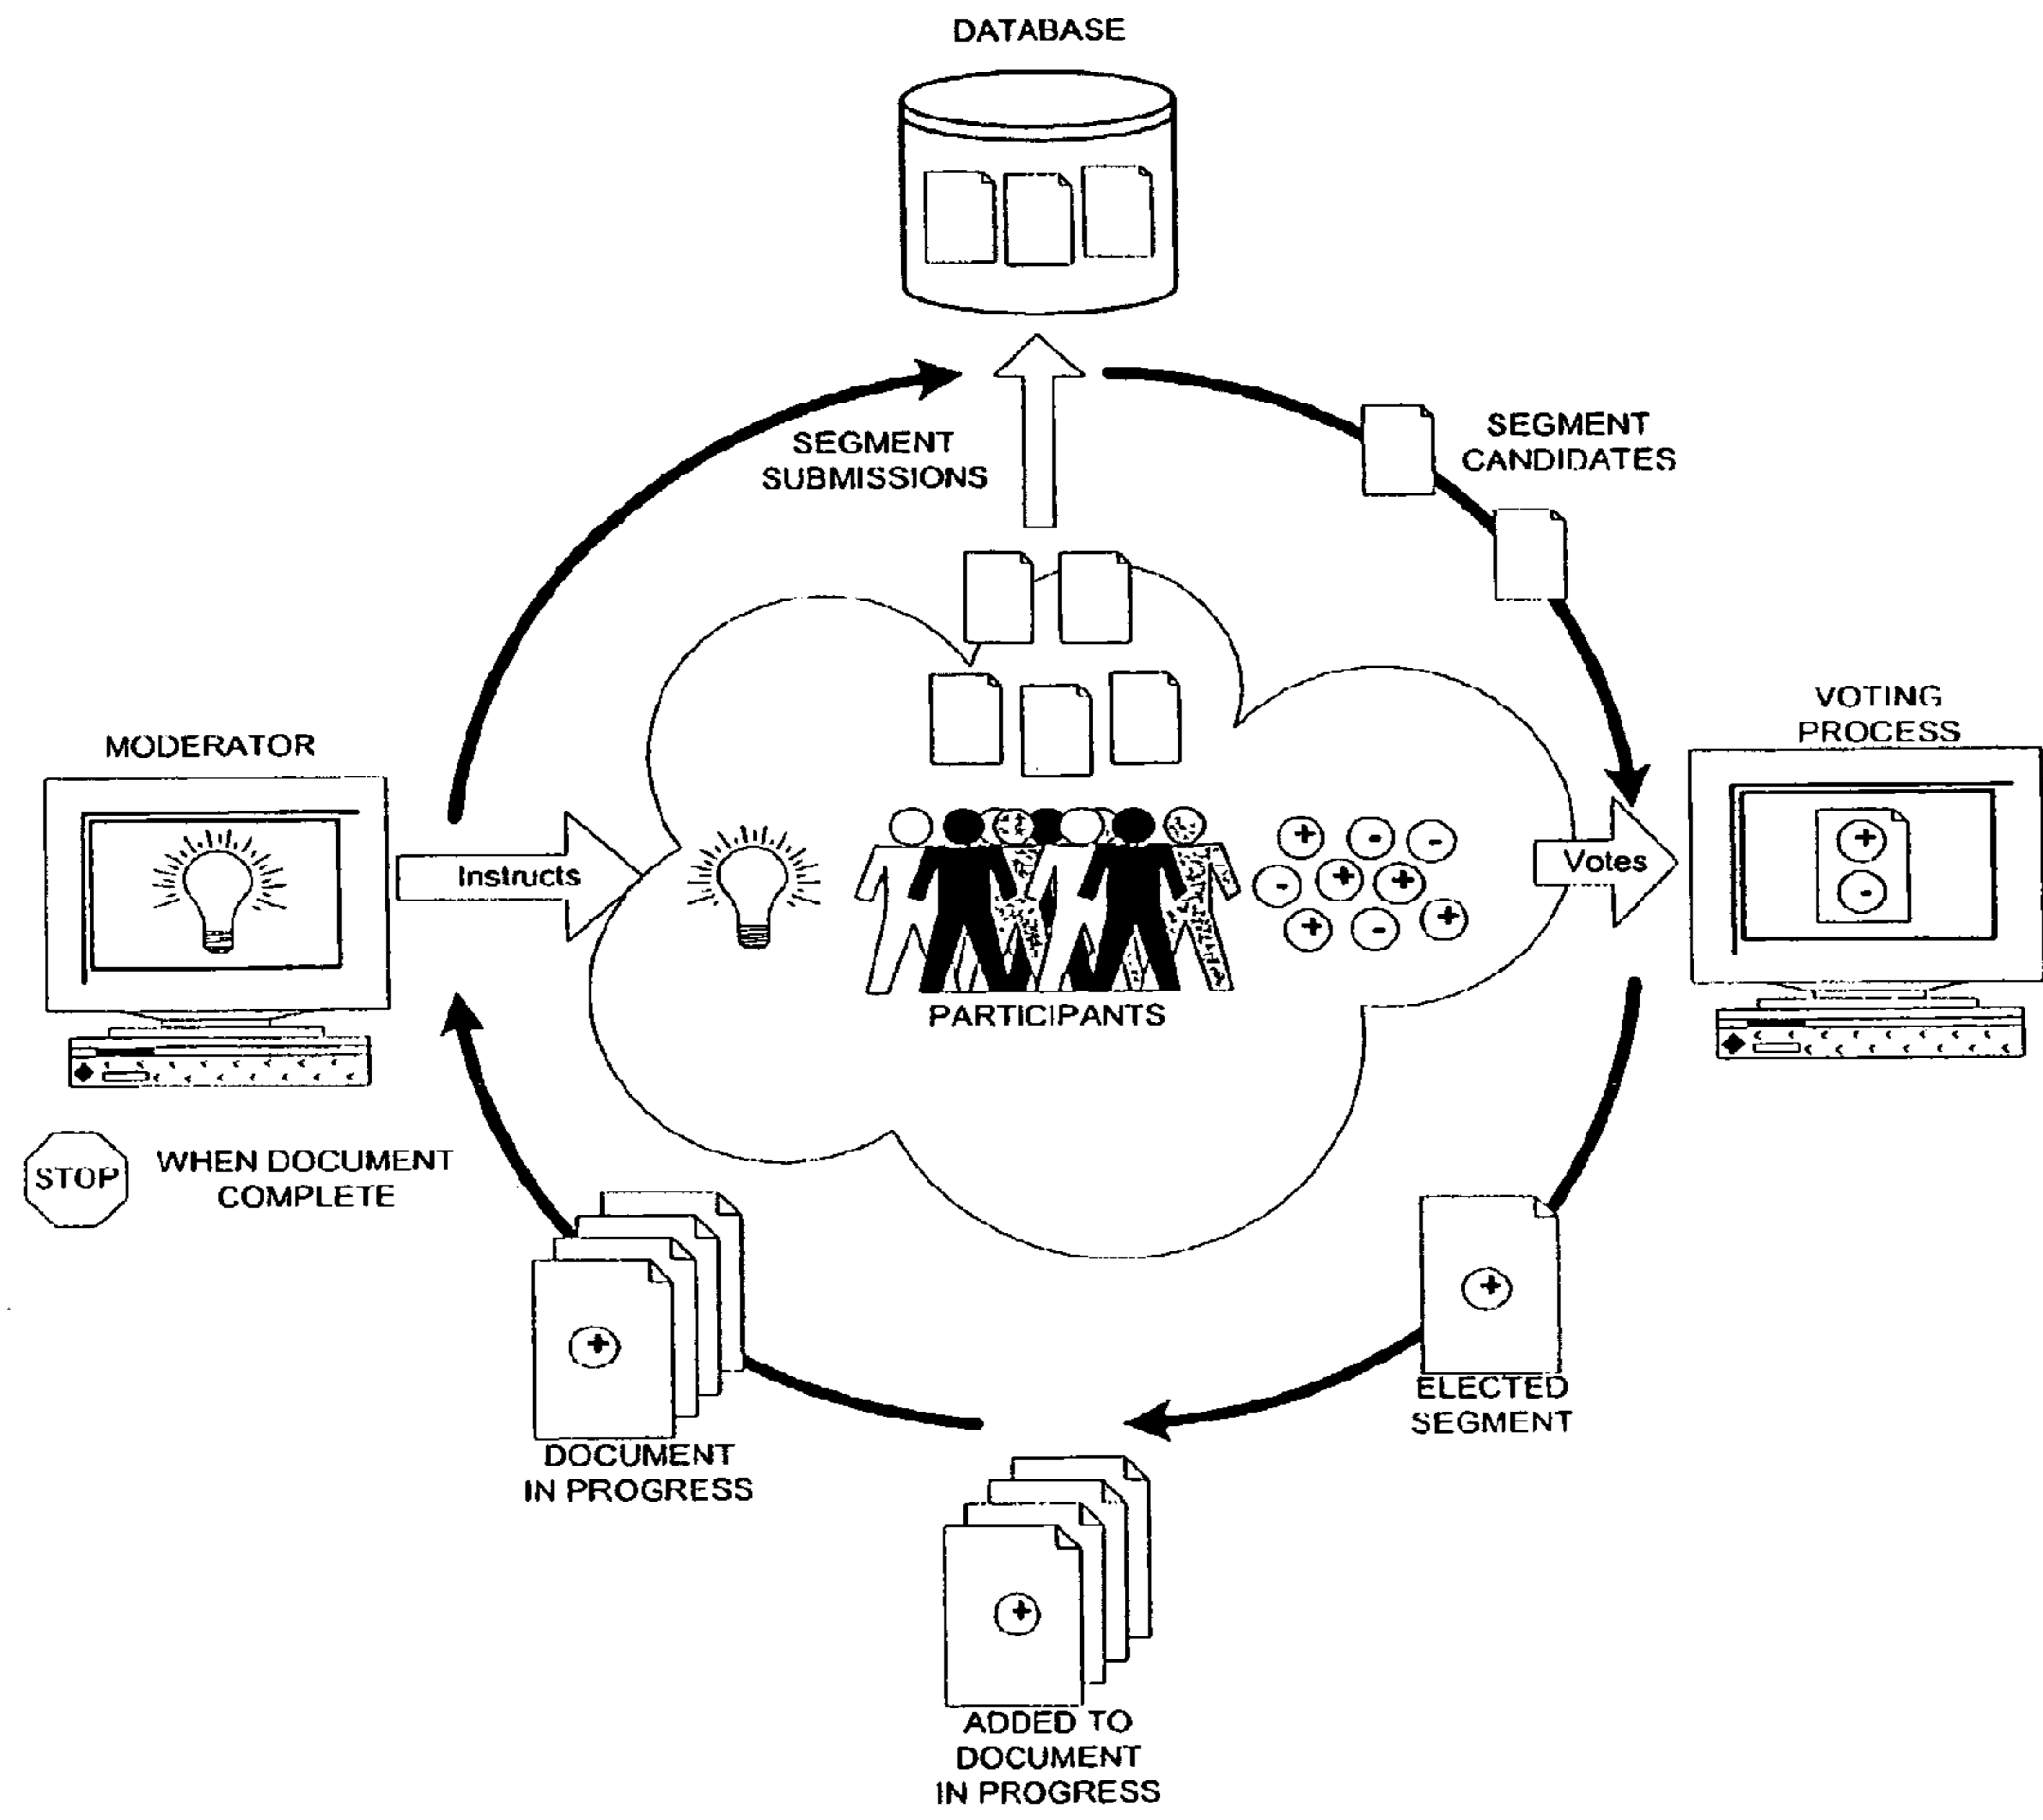 DATABASE
SEGMENT
SUBMISSIONS
SEGMENT
CANDIDATES
MODERATOR
VOTING
PROCESS
Instructs
+
-
-
-
+
+
+
-
+
Votes
+
-
PARTICIPANTS
STOP
WHEN DOCUMENT
COMPLETE
+
ELECTED
SEGMENT
+
DOCUMENT
IN PROGRESS
+
ADDED TO
DOCUMENT
IN PROGRESS